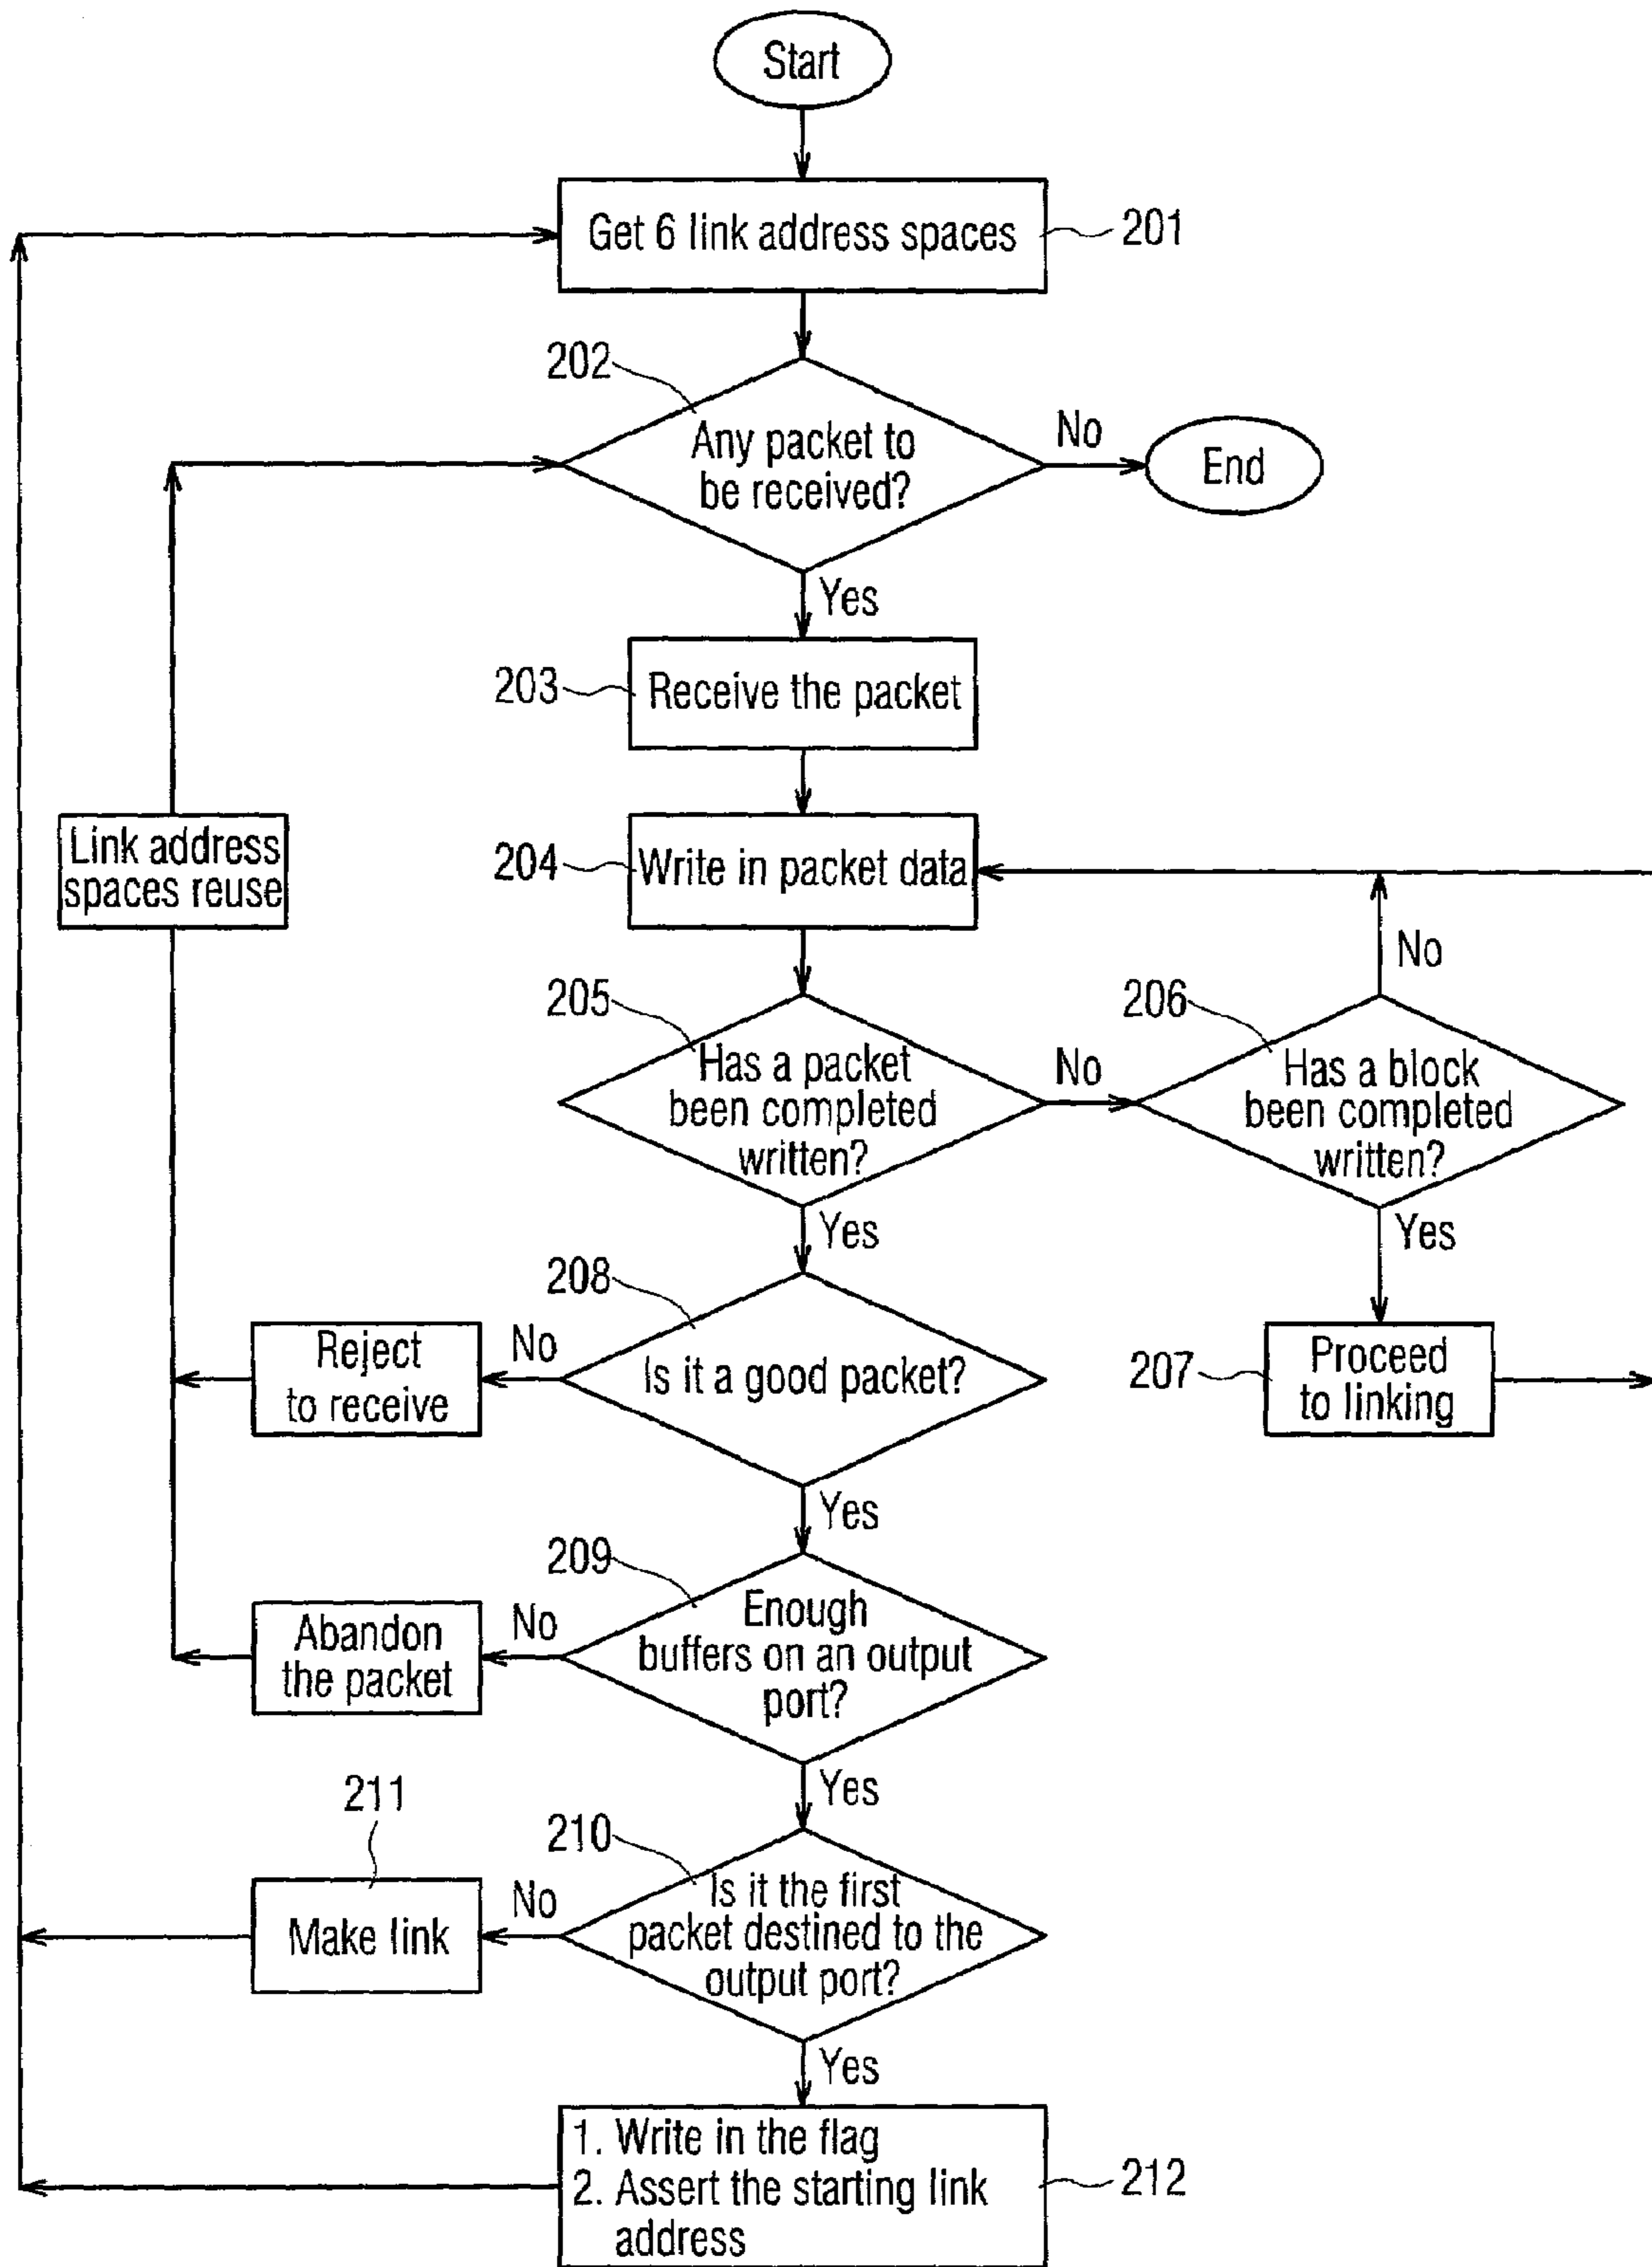 Start
Get 6 link address spaces
201
202
Any packet to
be received?
No
End
Yes
203
Receive the packet
Link address
spaces reuse
204
Write in packet data
No
205
Has a packet
been completed
written?
No
206
Has a block
been completed
written?
Yes
Yes
208
Is it a good packet?
No
Reject
to receive
207
Proceed
to linking
Yes
209
Enough
buffers on an output
port?
No
Abandon
the packet
Yes
211
210
Is it the first
packet destined to the
output port?
No
Make link
Yes
1. Write in the flag
2. Assert the starting link
address
212